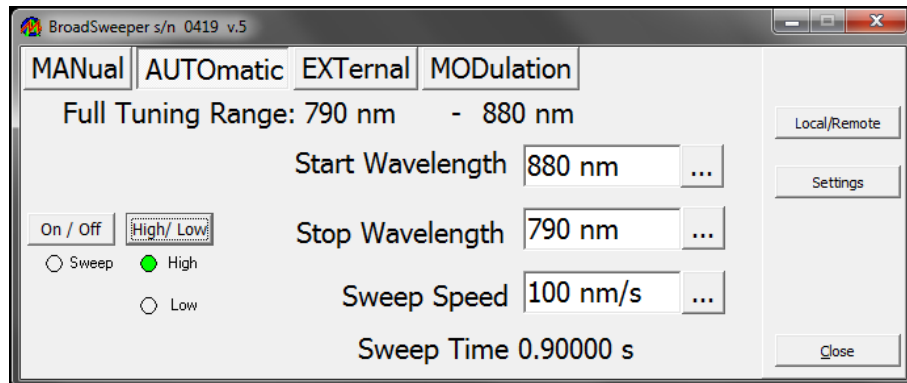 BroadSweeper s/n 0419 v.5
MANual AUTOmatic EXTernal MODulation
Full Tuning Range: 790 nm - 880 nm
Local/Remote
Start Wavelength 880 nm ...
Settings
On / Off High/ Low
Stop Wavelength 790 nm ...
Sweep High
Sweep Speed 100 nm/s ...
Low
Sweep Time 0.90000 s
Close